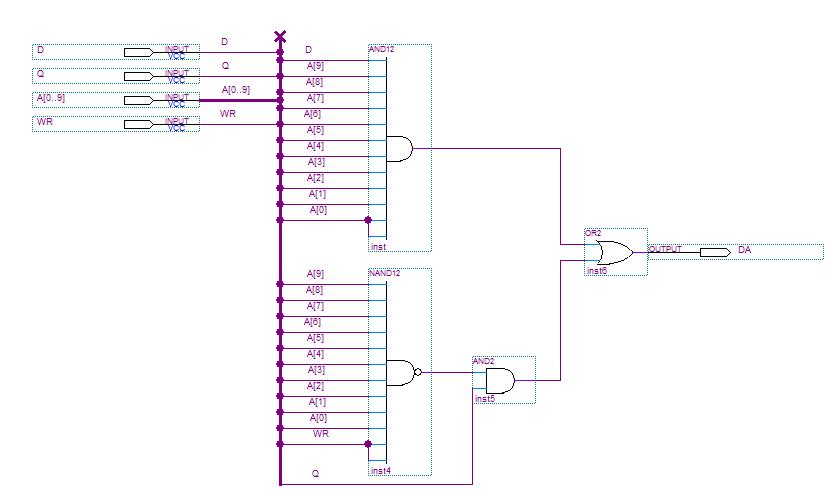 D
INPUT
VCC
D
Q
INPUT
VCC
Q
A[0..9]
INPUT
VCC
A[0..9]
WR
INPUT
VCC
WR
AND12
D
A[9]
A[8]
A[7]
A[6]
A[5]
A[4]
A[3]
A[2]
A[1]
A[0]
inst
OR2
inst6
OUTPUT
DA
NAND12
A[9]
A[8]
A[7]
A[6]
A[5]
A[4]
A[3]
A[2]
A[1]
A[0]
WR
inst4
AND2
inst5
Q